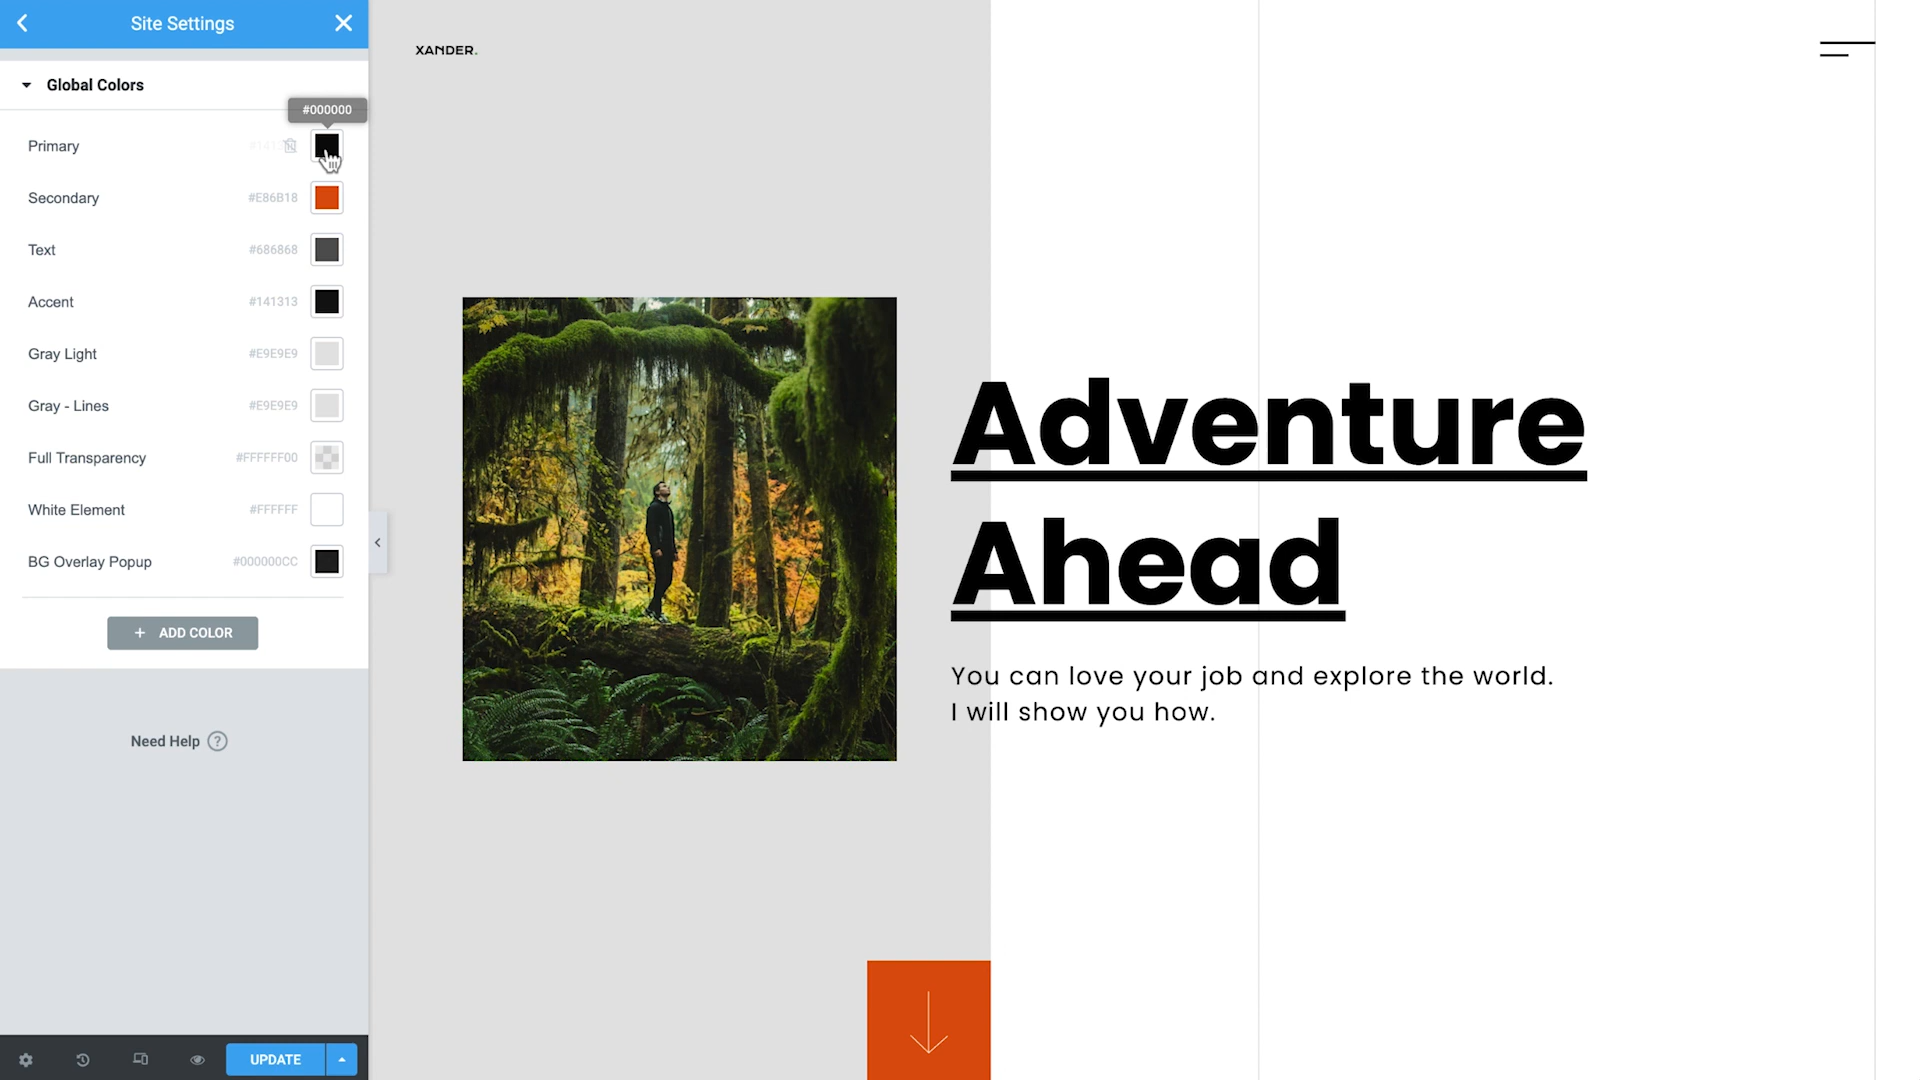 Site Settings
Global Colors
#000000
Primary
Secondary #E86B18
Text #686868
Accent #141313
Gray Light #E9E9E9
Gray - Lines #E9E9E9
Full Transparency #FFFFFF00
White Element #FFFFFF
BG Overlay Popup #000000CC
+ ADD COLOR
Need Help ?
UPDATE
XANDER.
Adventure
Ahead
You can love your job and explore the world.
I will show you how.